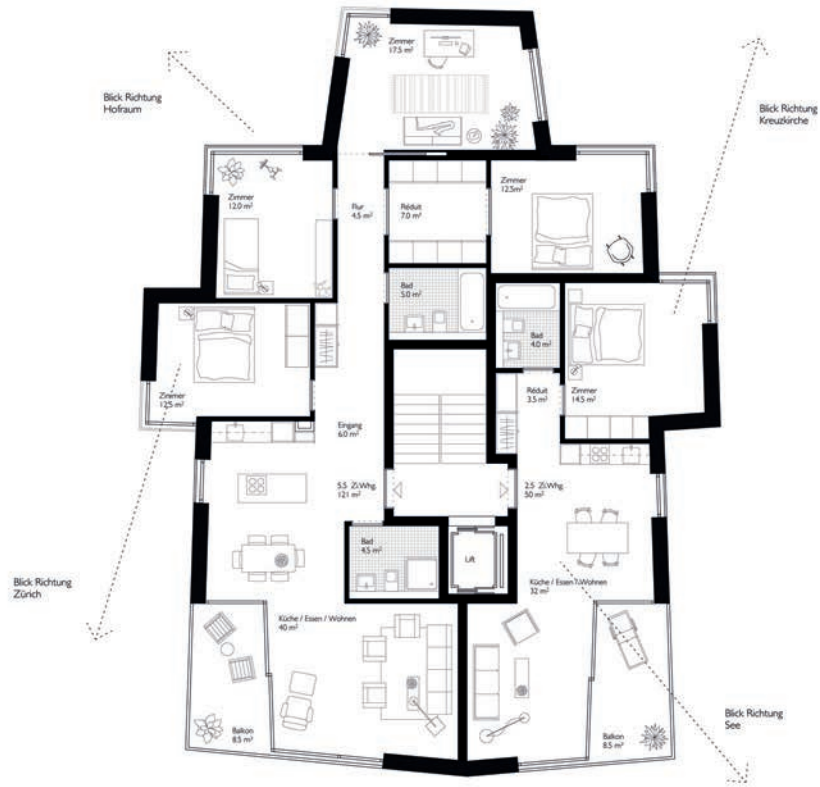 Zimmer
17.5 m²
Blick Richtung
Hofraum
Blick Richtung
Kreuzkirche
Zimmer
12.0 m²
Flur
4.5 m²
Réduit
7.0 m²
Zimmer
12.5m²
Bad
5.0 m²
Bad
4.0 m²
Zimmer
12.5 m²
Réduit
3.5 m²
Zimmer
14.5 m²
Eingang
6.0 m²
5.5 Zi.Whg.
121 m²
2.5 Zi.Whg.
50 m²
Bad
4.5 m²
Lift
Blick Richtung
Zürich
Küche / Essen / Wohnen
32 m²
Küche / Essen / Wohnen
40 m²
Balkon
8.5 m²
Balkon
8.5 m²
Blick Richtung
See